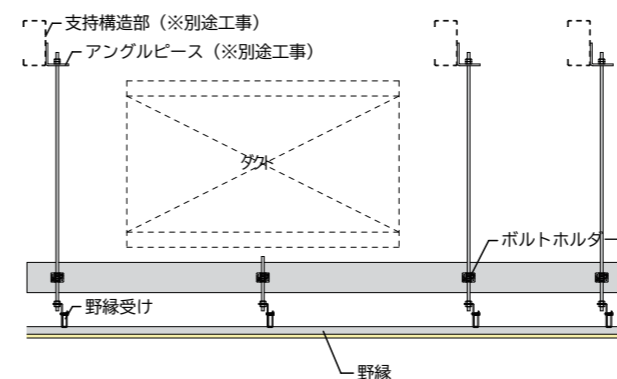 支持構造部（※別途工事）
アングルピース（※別途工事）
ダクト
ボルトホルダー
野縁受け
野縁